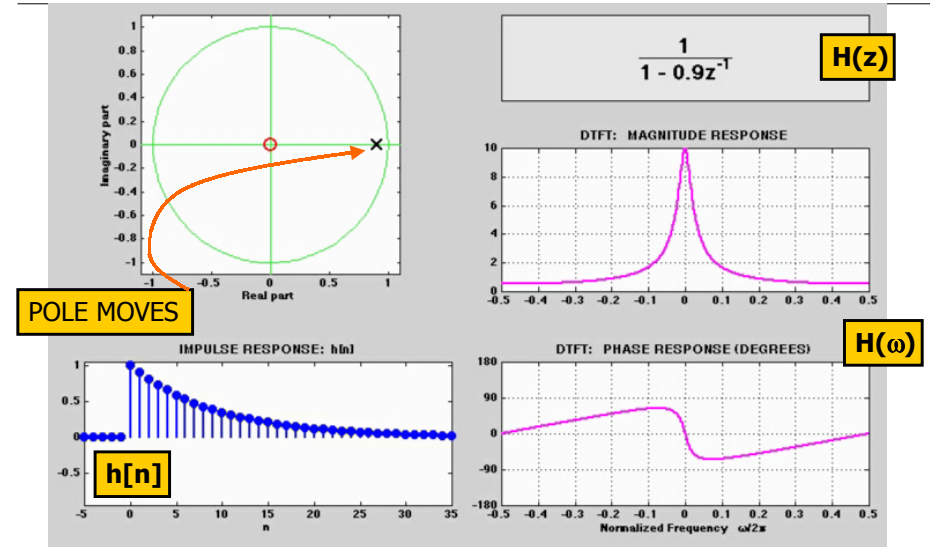 1
0.8
0.6
0.4
0.2
0
-0.2
-0.4
-0.6
-0.8
-1
Imaginary part
-1 -0.5 0 0.5 1
Real part
POLE MOVES
1
1 - 0.9z^-1
H(z)
DTFT: MAGNITUDE RESPONSE
10
8
6
4
2
0
-0.5 -0.4 -0.3 -0.2 -0.1 0 0.1 0.2 0.3 0.4 0.5
IMPULSE RESPONSE: h[n]
1
0.5
0
-0.5
h[n]
-5 0 5 10 15 20 25 30 35
n
H(ω)
DTFT: PHASE RESPONSE (DEGREES)
180
90
0
-90
-180
-0.5 -0.4 -0.3 -0.2 -0.1 0 0.1 0.2 0.3 0.4 0.5
Normalized Frequency ω/2π